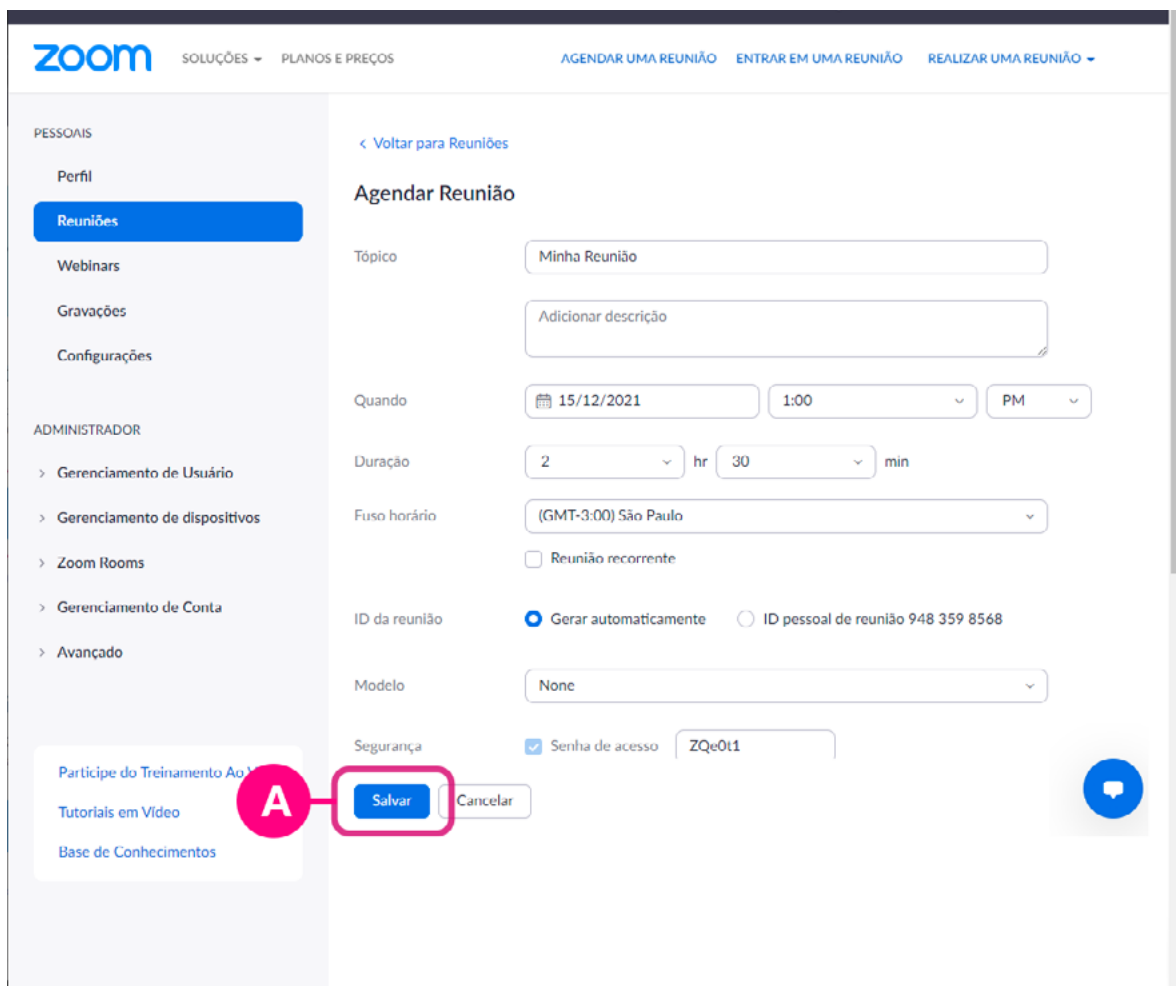 zoom SOLUÇÕES PLANOS E PREÇOS AGENDAR UMA REUNIÃO ENTRAR EM UMA REUNIÃO REALIZAR UMA REUNIÃO
PESSOAIS
Perfil
Reuniões
Webinars
Gravações
Configurações
ADMINISTRADOR
Gerenciamento de Usuário
Gerenciamento de dispositivos
Zoom Rooms
Gerenciamento de Conta
Avançado
Participe do Treinamento Ao
Tutoriais em Vídeo
Base de Conhecimentos
Voltar para Reuniões
Agendar Reunião
Tópico Minha Reunião
Adicionar descrição
Quando 15/12/2021 1:00 PM
Duração 2 hr 30 min
Fuso horário (GMT-3:00) São Paulo
Reunião recorrente
ID da reunião Gerar automaticamente ID pessoal de reunião 948 359 8568
Modelo None
Segurança Senha de acesso ZQe0t1
A Salvar Cancelar